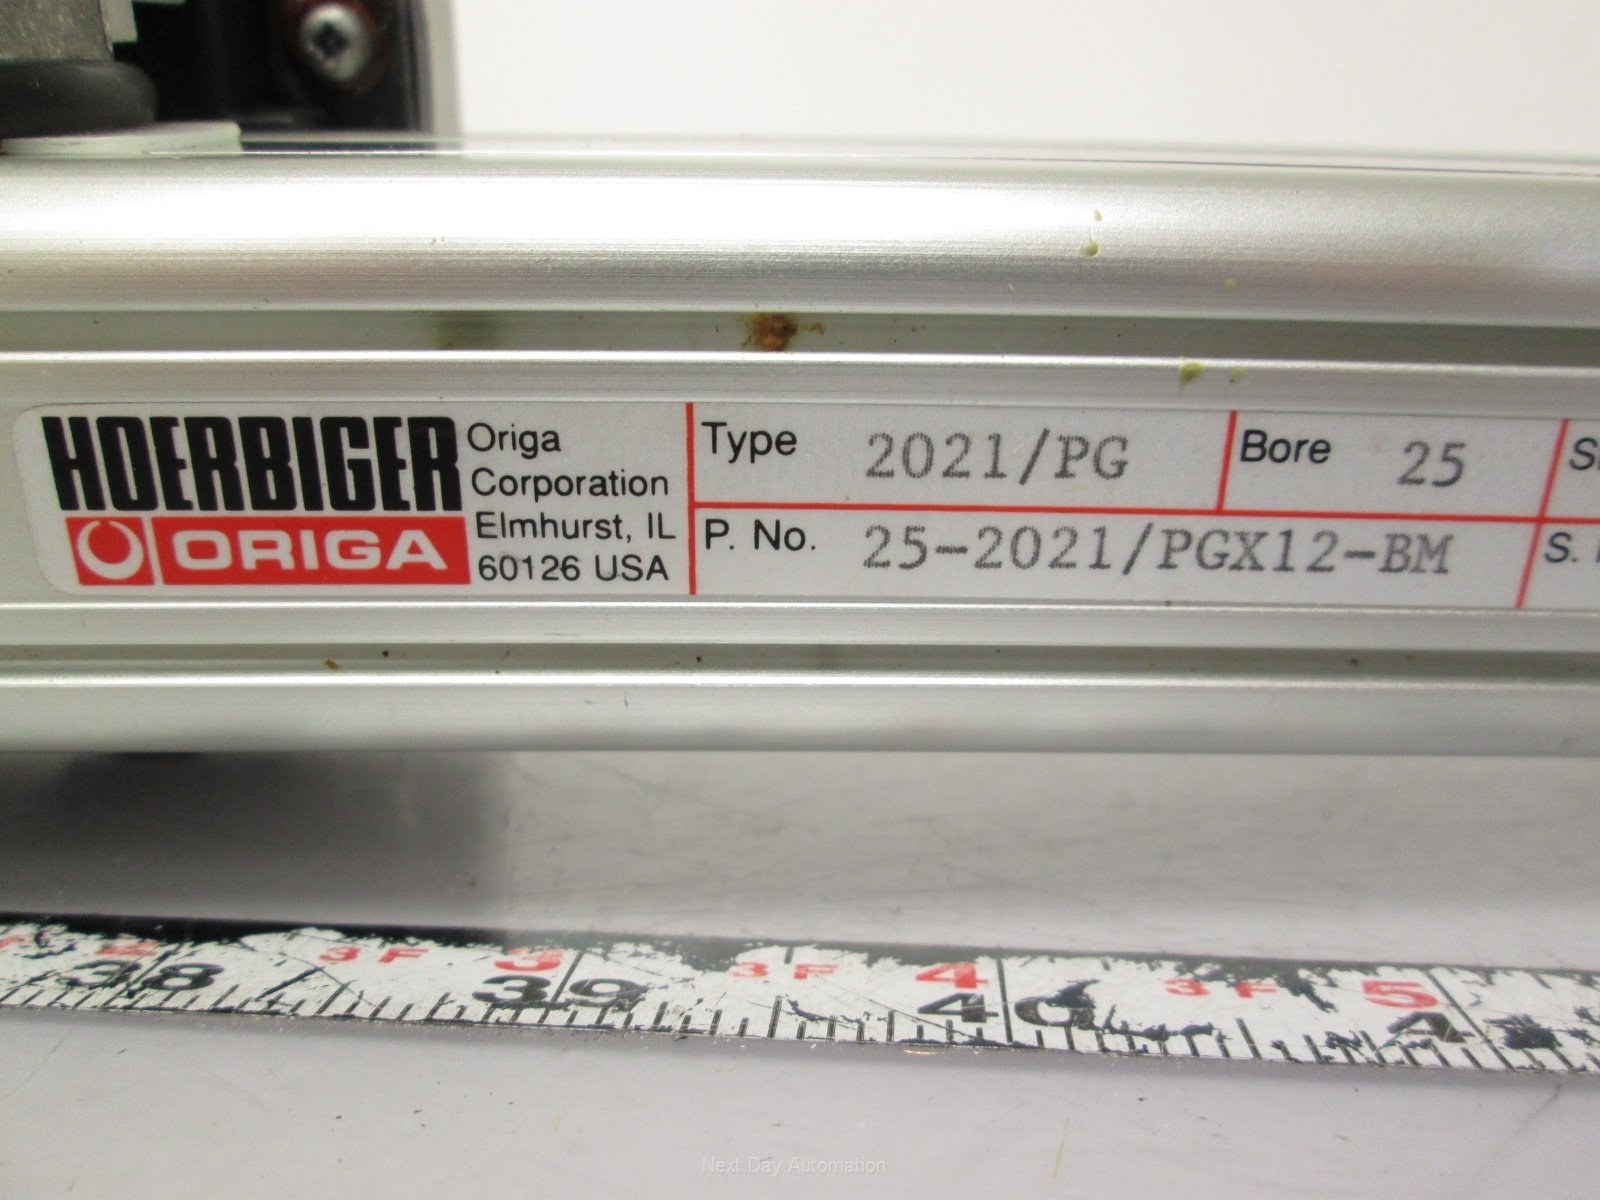 HOERBIGER
ORIGA
Origa
Corporation
Elmhurst, IL
60126 USA
Type 2021/PG
Bore 25
P. No. 25-2021/PGX12-BM
S.
2 3F 3 3F 4 3F 5
38 39 40 4
Next Day Automation